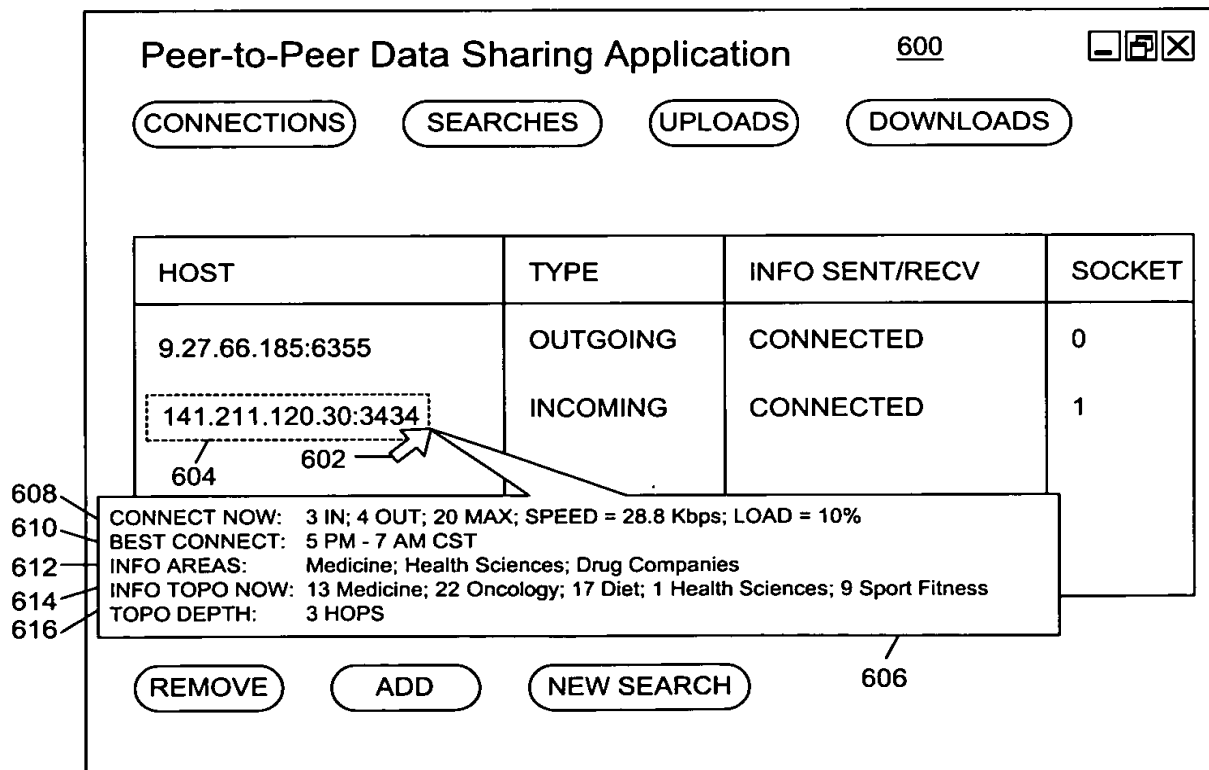 Peer-to-Peer Data Sharing Application 600
CONNECTIONS SEARCHES UPLOADS DOWNLOADS
HOST TYPE INFO SENT/RECV SOCKET
9.27.66.185:6355 OUTGOING CONNECTED 0
141.211.120.30:3434 INCOMING CONNECTED 1
604 602
608 CONNECT NOW: 3 IN; 4 OUT; 20 MAX; SPEED = 28.8 Kbps; LOAD = 10%
610 BEST CONNECT: 5 PM - 7 AM CST
612 INFO AREAS: Medicine; Health Sciences; Drug Companies
614 INFO TOPO NOW: 13 Medicine; 22 Oncology; 17 Diet; 1 Health Sciences; 9 Sport Fitness
616 TOPO DEPTH: 3 HOPS
606
REMOVE ADD NEW SEARCH